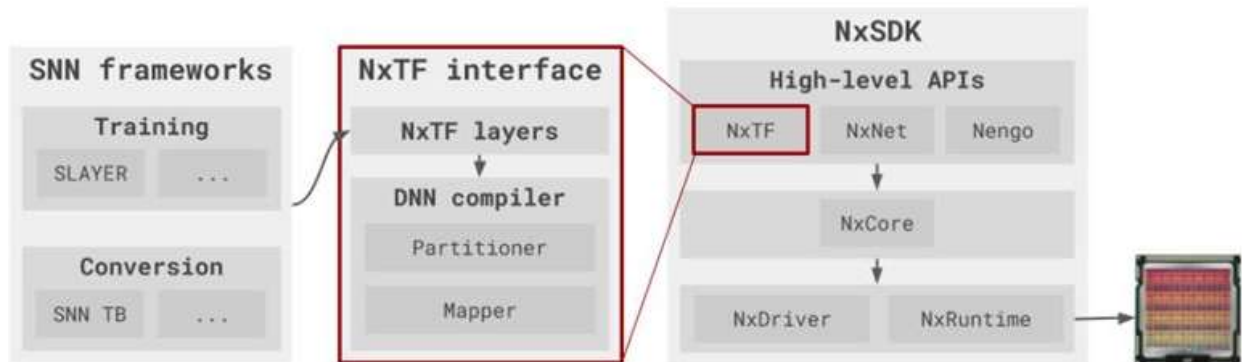 SNN frameworks
Training
SLAYER
...
Conversion
SNN TB
...
NxTF interface
NxTF layers
DNN compiler
Partitioner
Mapper
NxSDK
High-level APIs
NxTF
NxNet
Nengo
NxCore
NxDriver
NxRuntime